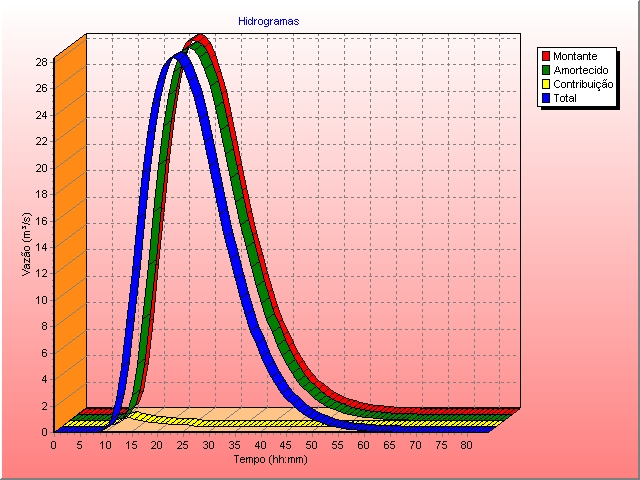 Hidrogramas
Montante
Amortecido
Contribuição
Total
Vazão (m³/s)
28
26
24
22
20
18
16
14
12
10
8
6
4
2
0
0 5 10 15 20 25 30 35 40 45 50 55 60 65 70 75 80
Tempo (hh:mm)